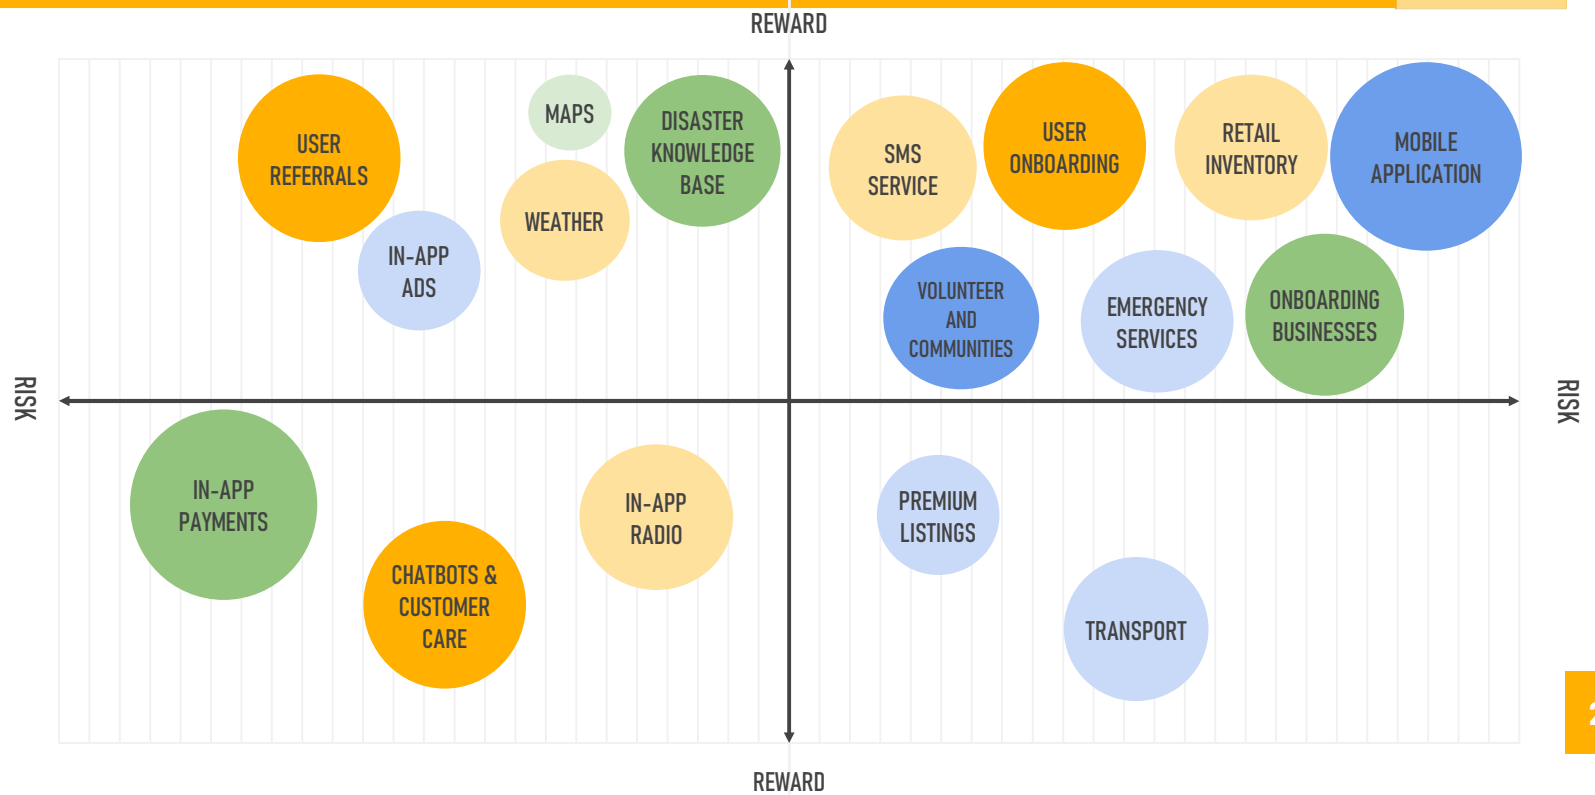 REWARD
USER
REFERRALS
MAPS
DISASTER
KNOWLEDGE
BASE
WEATHER
IN-APP
ADS
SMS
SERVICE
USER
ONBOARDING
RETAIL
INVENTORY
MOBILE
APPLICATION
VOLUNTEER
AND
COMMUNITIES
EMERGENCY
SERVICES
ONBOARDING
BUSINESSES
RISK
RISK
IN-APP
PAYMENTS
CHATBOTS &
CUSTOMER
CARE
IN-APP
RADIO
PREMIUM
LISTINGS
TRANSPORT
REWARD